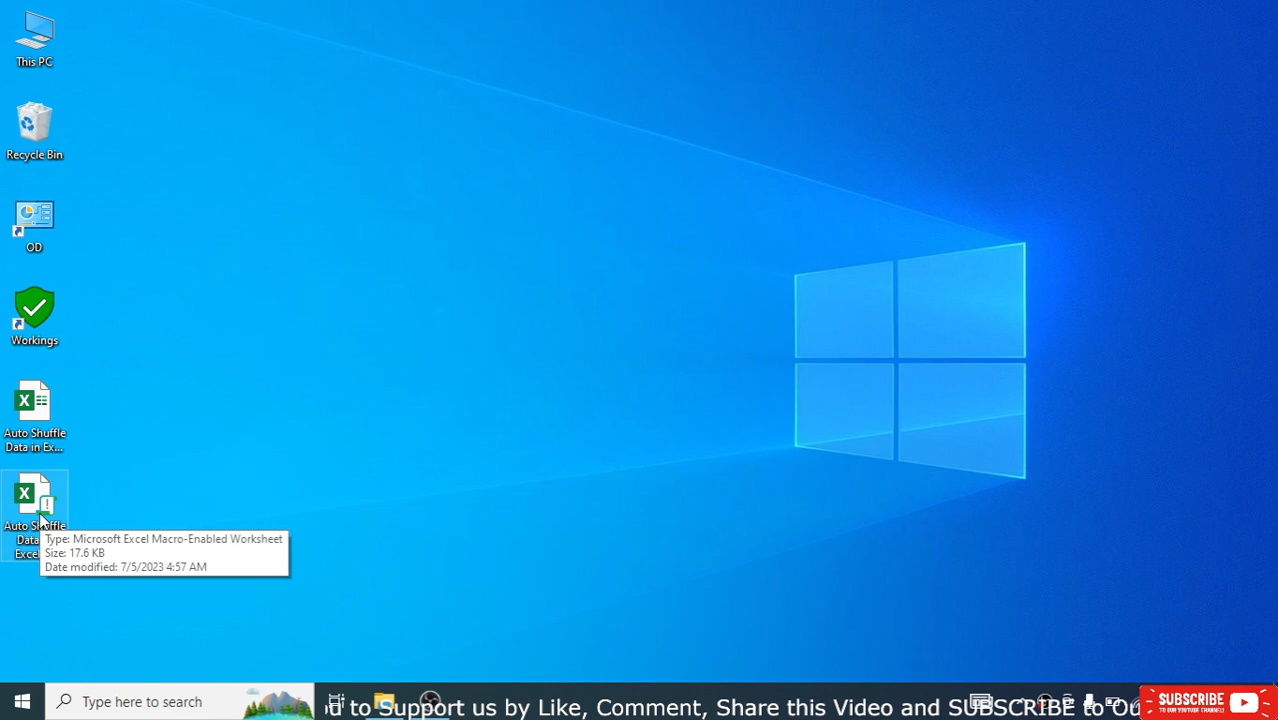 This PC
Recycle Bin
OD
Workings
Auto Shuffle
Data in Ex...
Auto Shuffle
Data
Excel
Type: Microsoft Excel Macro-Enabled Worksheet
Size: 17.6 KB
Date modified: 7/5/2023 4:57 AM
Type here to search
to Support us by Like, Comment, Share this Video and SUBSCRIBE to
SUBSCRIBE
TO OUR YOUTUBE CHANNEL